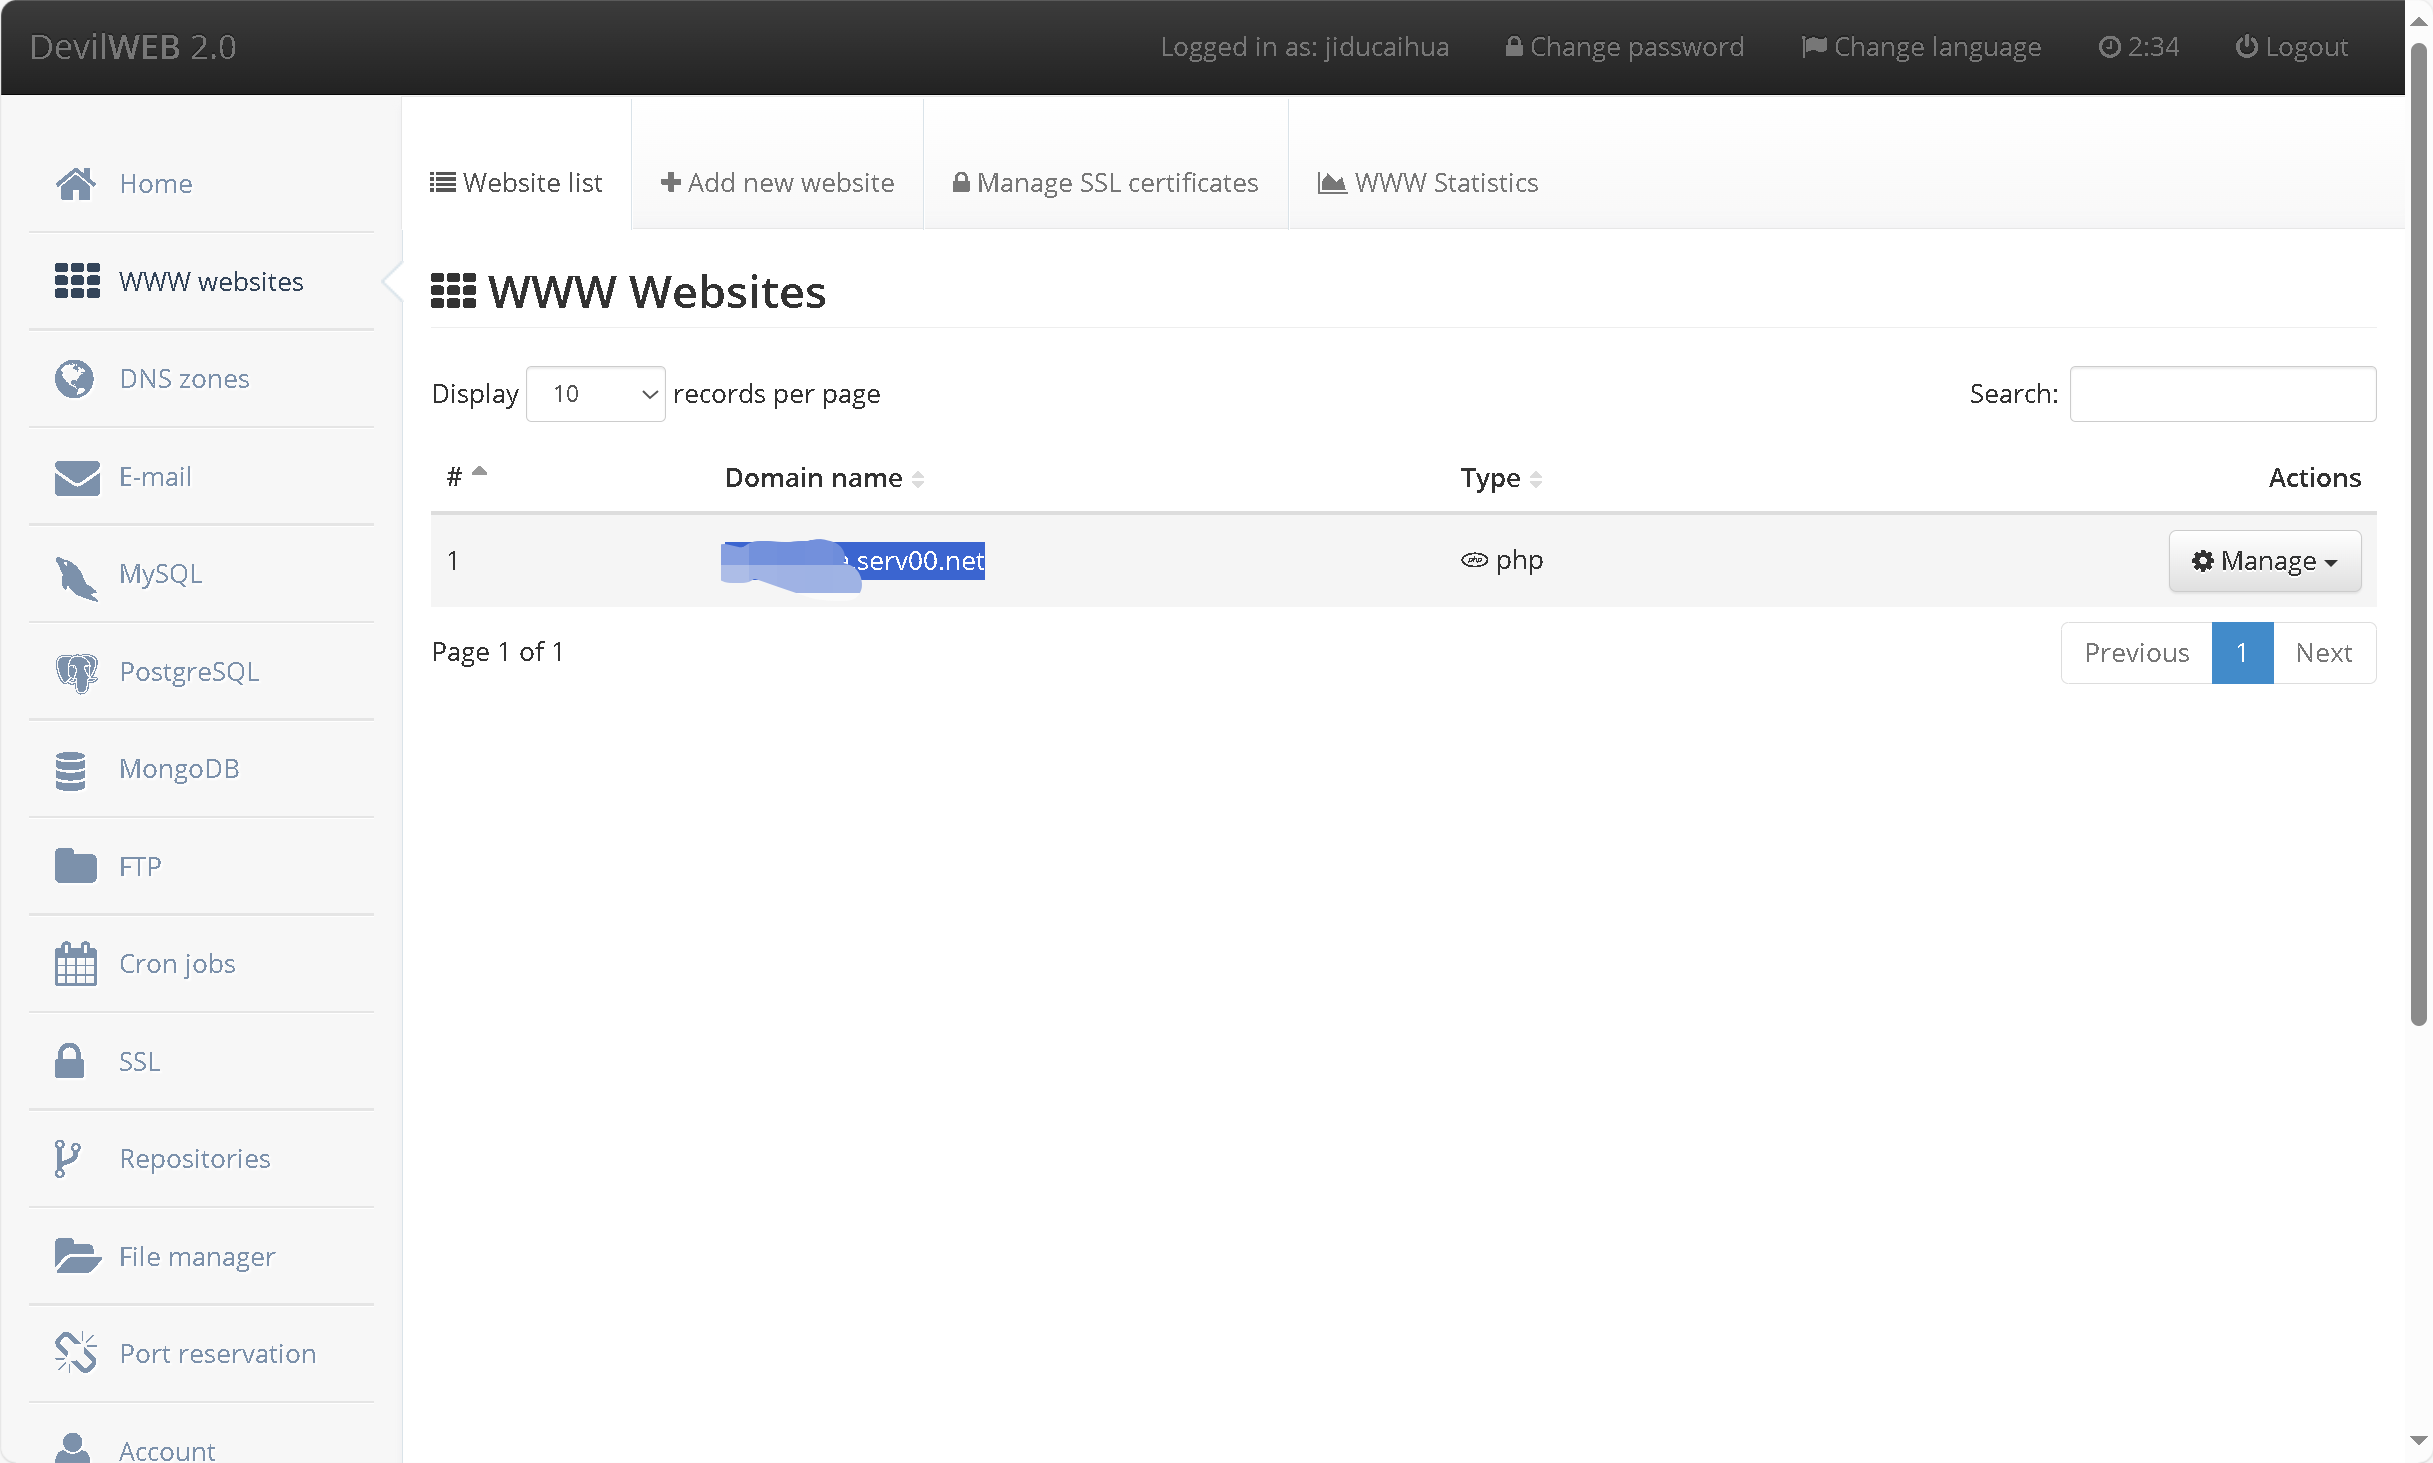 DevilWEB 2.0
Logged in as: jiducaihua
Change password
Change language
2:34
Logout
Home
WWW websites
DNS zones
E-mail
MySQL
PostgreSQL
MongoDB
FTP
Cron jobs
SSL
Repositories
File manager
Port reservation
Account
Website list
Add new website
Manage SSL certificates
WWW Statistics
WWW Websites
Display 10 records per page
Search:
# Domain name Type Actions
1 .serv00.net php Manage
Page 1 of 1
Previous 1 Next